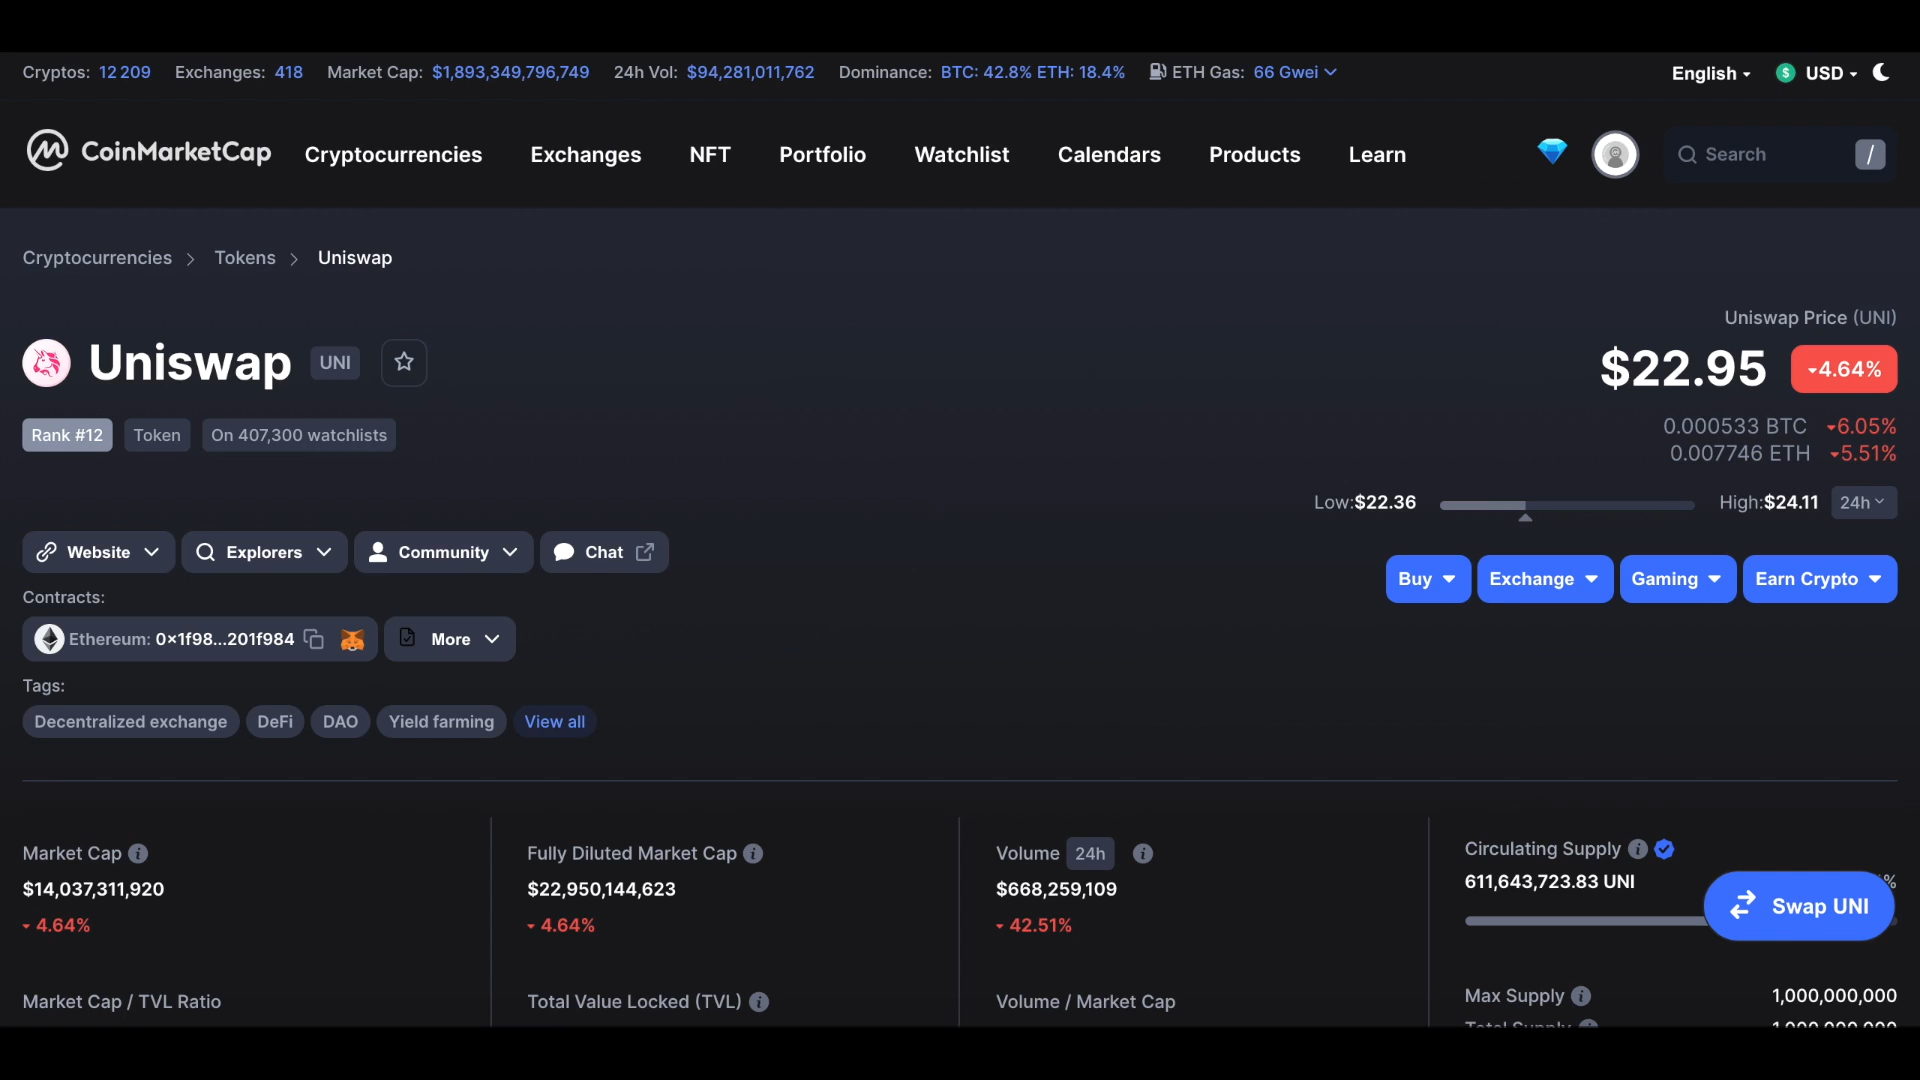 Cryptos: 12 209 Exchanges: 418 Market Cap: $1,893,349,796,749 24h Vol: $94,281,011,762 Dominance: BTC: 42.8% ETH: 18.4% ETH Gas: 66 Gwei English USD
CoinMarketCap Cryptocurrencies Exchanges NFT Portfolio Watchlist Calendars Products Learn Search /
Cryptocurrencies > Tokens > Uniswap
Uniswap Price (UNI)
Uniswap UNI $22.95 4.64%
Rank #12 Token On 407,300 watchlists
0.000533 BTC 6.05%
0.007746 ETH 5.51%
Low:$22.36 High:$24.11 24h
Website Explorers Community Chat
Buy Exchange Gaming Earn Crypto
Contracts:
Ethereum: 0x1f98...201f984 More
Tags:
Decentralized exchange DeFi DAO Yield farming View all
Market Cap Fully Diluted Market Cap Volume 24h Circulating Supply
$14,037,311,920 $22,950,144,623 $668,259,109 611,643,723.83 UNI %
4.64% 4.64% 42.51% Swap UNI
Market Cap / TVL Ratio Total Value Locked (TVL) Volume / Market Cap Max Supply 1,000,000,000
Total Supply 1,000,000,000